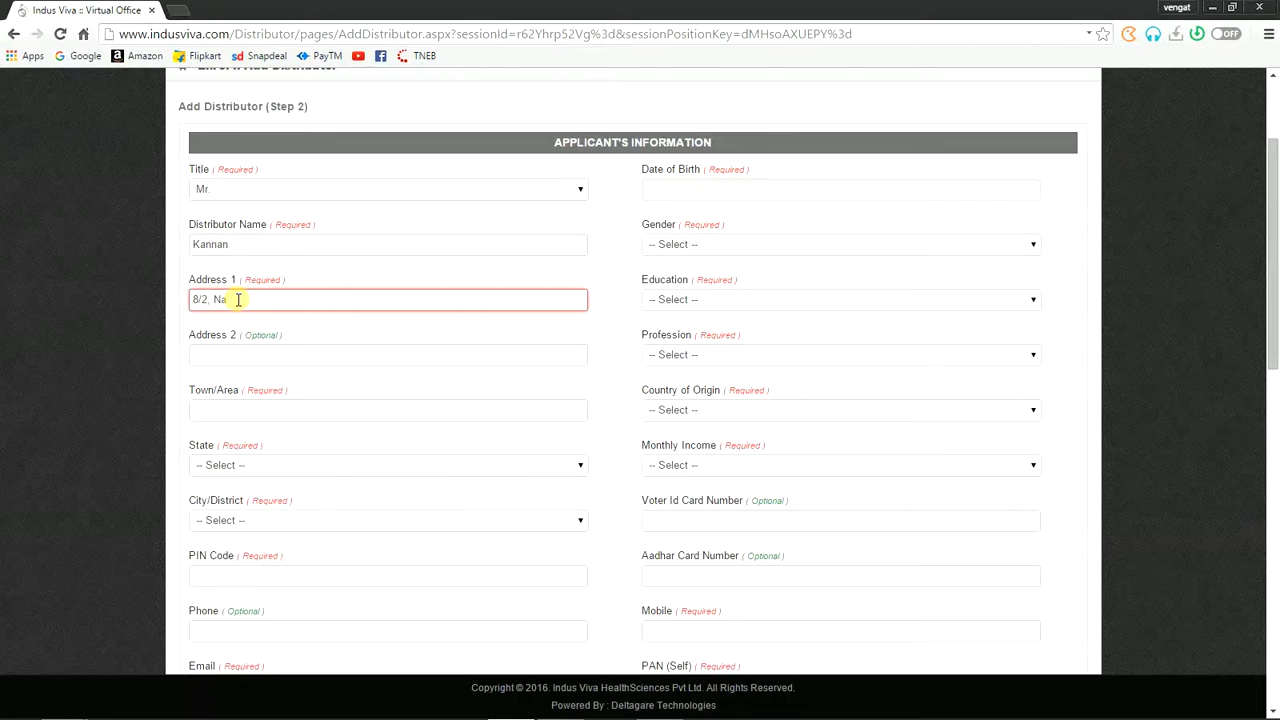 Indus Viva :: Virtual Office
vengat
www.indusviva.com/Distributor/pages/AddDistributor.aspx?sessionId=r62Yhrp52Vg%3d&sessionPositionKey=dMHsoAXUEPY%3d
OFF
Apps Google Amazon Flipkart sd Snapdeal PayTM TNEB
Add Distributor (Step 2)
APPLICANT'S INFORMATION
Title ( Required )
Mr.
Date of Birth ( Required )
Distributor Name ( Required )
Kannan
Gender ( Required )
-- Select --
Address 1 ( Required )
8/2, Na
Education ( Required )
-- Select --
Address 2 ( Optional )
Profession ( Required )
-- Select --
Town/Area ( Required )
Country of Origin ( Required )
-- Select --
State ( Required )
-- Select --
Monthly Income ( Required )
-- Select --
City/District ( Required )
-- Select --
Voter Id Card Number ( Optional )
PIN Code ( Required )
Aadhar Card Number ( Optional )
Phone ( Optional )
Mobile ( Required )
Email ( Required )
PAN (Self) ( Required )
Copyright © 2016. Indus Viva HealthSciences Pvt Ltd. All Rights Reserved.
Powered By : Deltagare Technologies